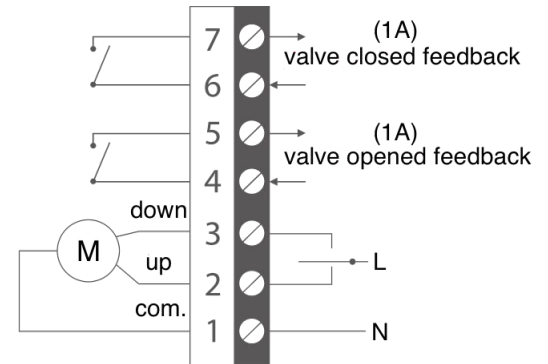 7 (1A)
valve closed feedback
6
5 (1A)
valve opened feedback
4
down 3
M
up 2
L
com. 1 N